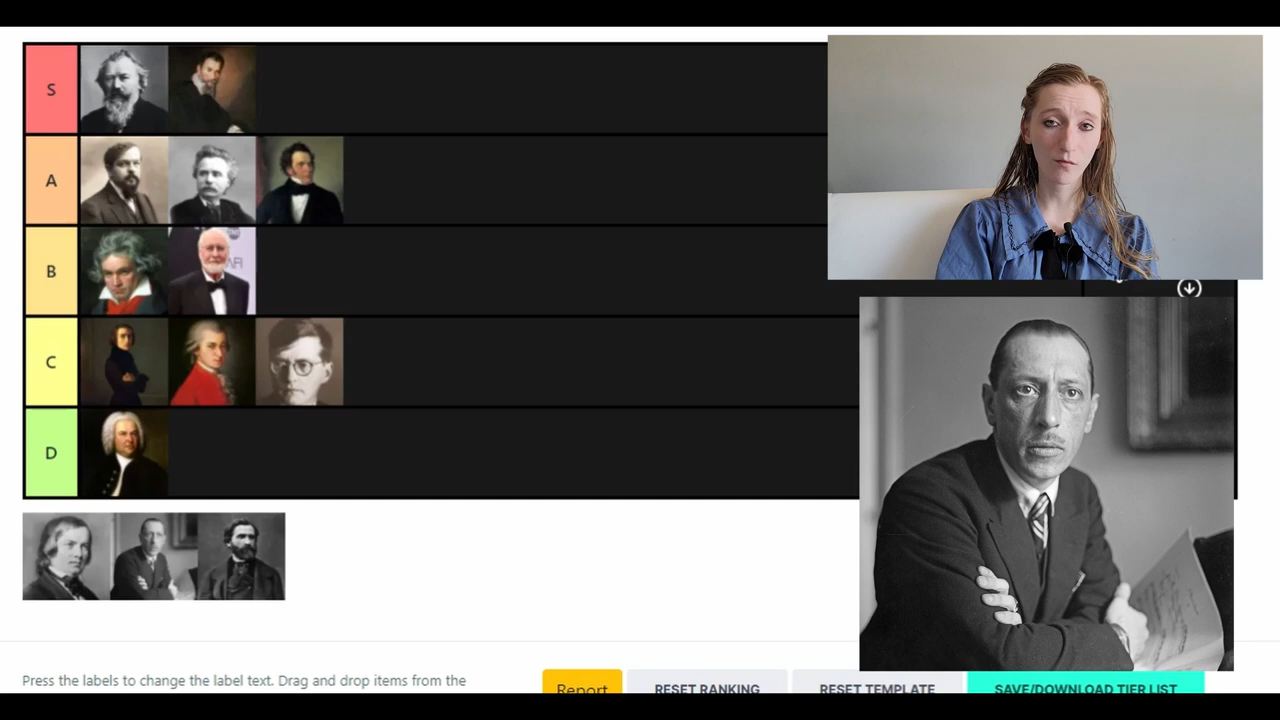 S
A
B
C
D
Press the labels to change the label text. Drag and drop items from the
Report
RESET RANKING
RESET TEMPLATE
SAVE/DOWNLOAD TIER LIST